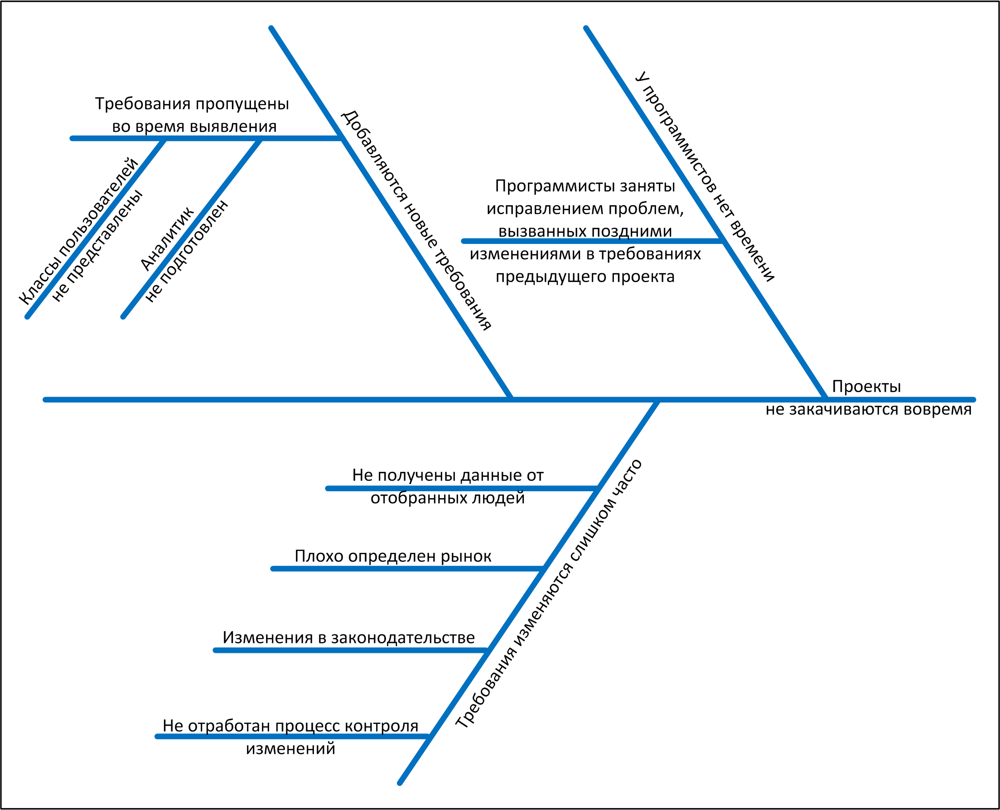 Требования пропущены
во время выявления
Классы пользователей
не представлены
Аналитик
не подготовлен
Добавляются новые требования
У программистов нет времени
Программисты заняты
исправлением проблем,
вызванных поздними
изменениями в требованиях
предыдущего проекта
Проекты
не закачиваются вовремя
Не получены данные от
отобранных людей
Плохо определен рынок
Изменения в законодательстве
Не отработан процесс контроля
изменений
Требования изменяются слишком часто